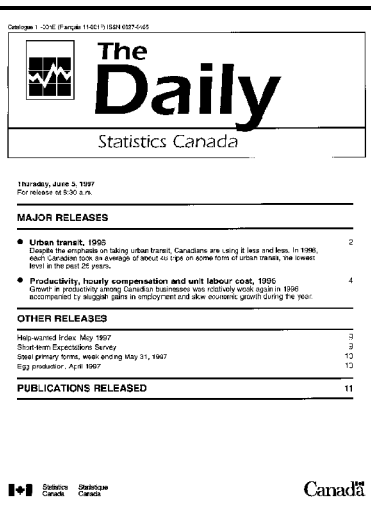 Catalogue 11-001E (Français 11-001F) ISSN 0827-0465
The
Daily
Statistics Canada
Thursday, June 5, 1997
For release at 8:30 a.m.
MAJOR RELEASES
● Urban transit, 1996 2
Despite the emphasis on taking urban transit, Canadians are using it less and less. In 1996,
each Canadian took an average of about 48 trips on some form of urban transit, the lowest
level in the past 25 years.
● Productivity, hourly compensation and unit labour cost, 1996 4
Growth in productivity among Canadian businesses was relatively weak again in 1996
accompanied by sluggish gains in employment and slow economic growth during the year.
OTHER RELEASES
Help-wanted Index, May 1997 9
Short-term Expectations Survey 9
Steel primary forms, week ending May 31, 1997 10
Egg production, April 1997 10
PUBLICATIONS RELEASED 11
Statistics Statistique
Canada Canada
Canada